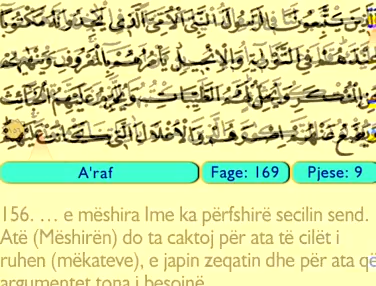 الذين يتبعون الرسول النبي الأمي الذي يجدونه مكتوبا
عندهم في التوراة والإنجيل يأمرهم بالمعروف وينهىهم
عن المنكر ويحل لهم الطيبات ويحرم عليهم الخبائث
ويضع عنهم إصرهم والأغلال التي كانت عليهم
A'raf Fage: 169 Pjese: 9
156. ... e mëshira Ime ka përfshirë secilin send.
Atë (Mëshirën) do ta caktoj për ata të cilët i
ruhen (mëkateve), e japin zeqatin dhe për ata që
argumentet tona i besojnë